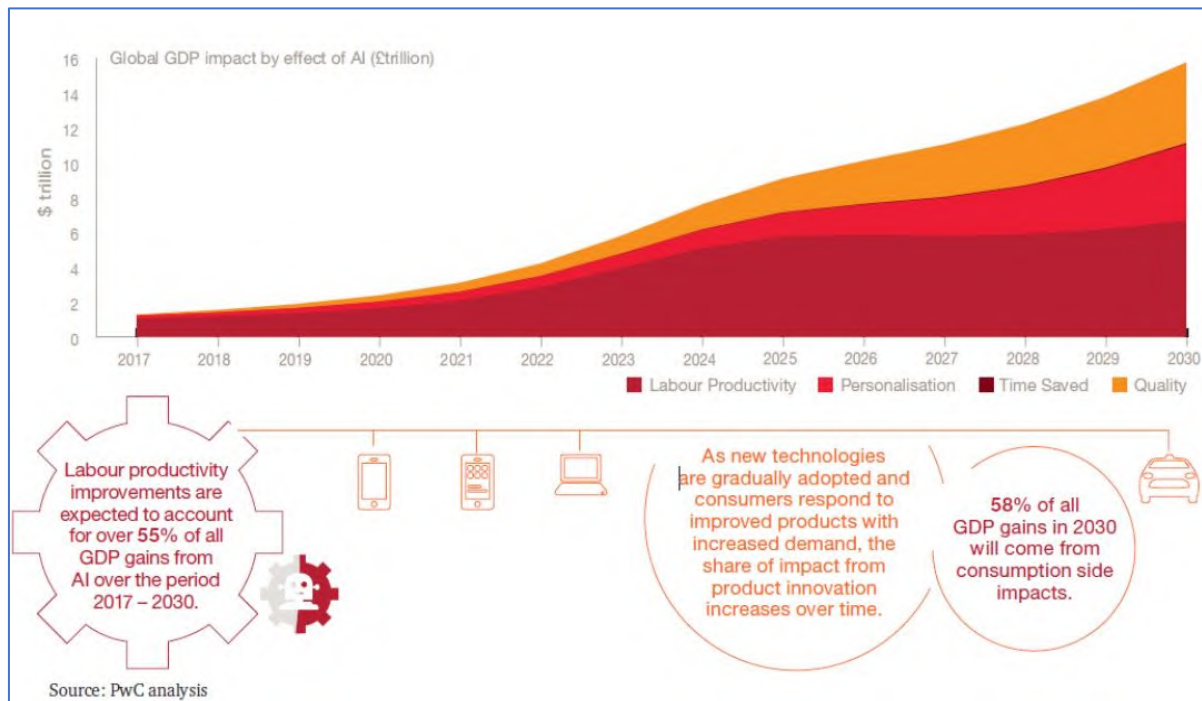 Global GDP impact by effect of AI (£trillion)
$ trillion
16
14
12
10
8
6
4
2
0
2017 2018 2019 2020 2021 2022 2023 2024 2025 2026 2027 2028 2029 2030
Labour Productivity Personalisation Time Saved Quality
Labour productivity
improvements are
expected to account
for over 55% of all
GDP gains from
AI over the period
2017 – 2030.
As new technologies
are gradually adopted and
consumers respond to
improved products with
increased demand, the
share of impact from
product innovation
increases over time.
58% of all
GDP gains in 2030
will come from
consumption side
impacts.
Source: PwC analysis